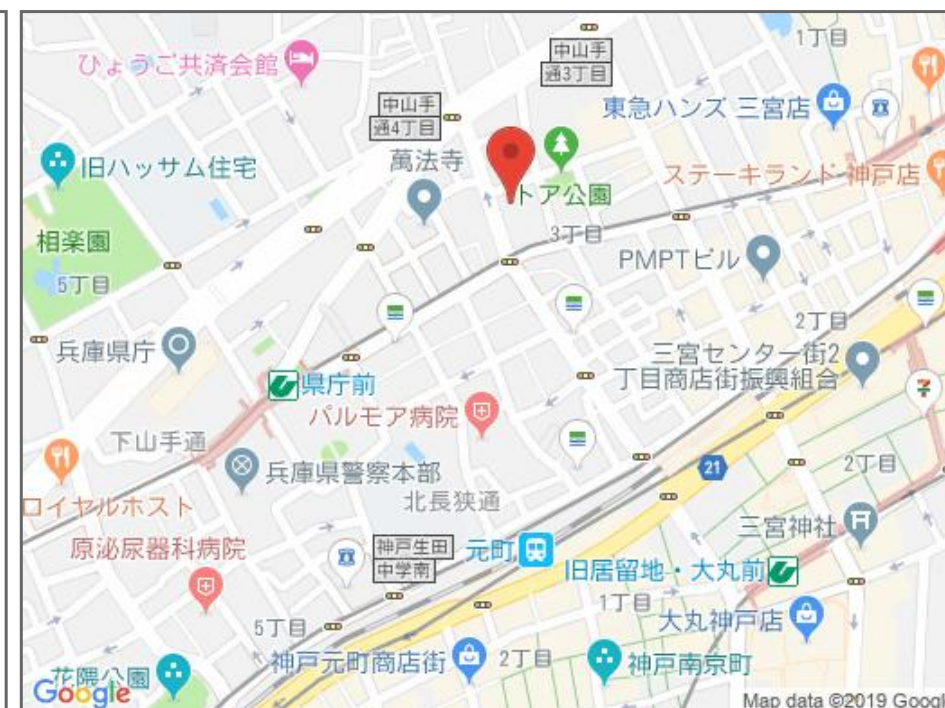 1丁目
ひょうご共済会館
中山手
通3丁目
東急ハンズ 三宮店
中山手
通4丁目
旧ハッサム住宅
萬法寺
トア公園
ステーキランド 神戸店
相楽園
3丁目
PMPTビル
5丁目
2丁目
兵庫県庁
三宮センター街2
丁目商店街振興組合
県庁前
パルモア病院
下山手通
兵庫県警察本部
21
2丁目
ロイヤルホスト
北長狭通
三宮神社
原泌尿器科病院
神戸生田
中学南
元町
旧居留地・大丸前
1丁目
大丸神戸店
5丁目
神戸元町商店街
2丁目
神戸南京町
花隈公園
Google
Map data ©2019 Googl